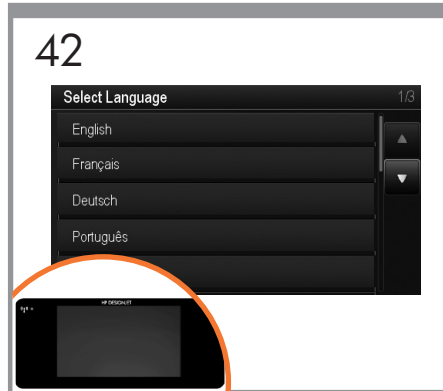 42
Select Language 1/3
English
Français
Deutsch
Português
HP DESIGNJET